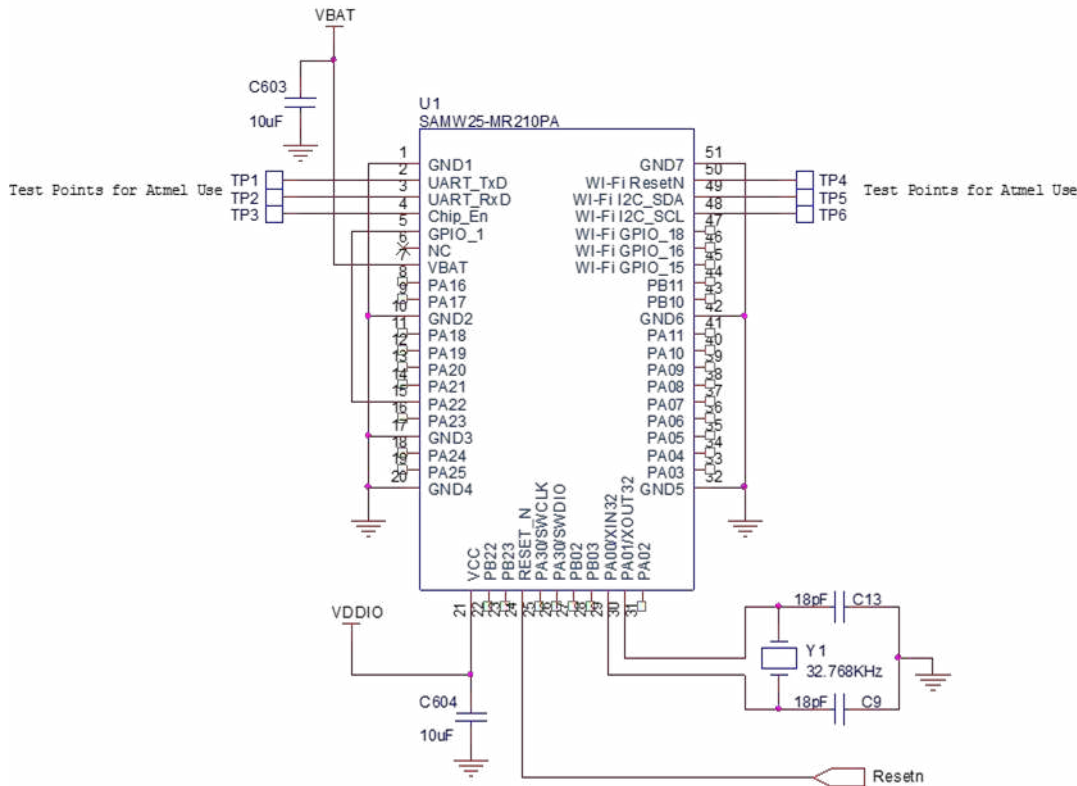 VBAT
C603
10uF
U1
SAMW25-MR210PA
Test Points for Atmel Use
TP1
TP2
TP3
1 GND1
2 UART_TxD
3 UART_RxD
4 Chip_En
5 GPIO_1
6 NC
7 VBAT
8 PA16
9 PA17
10 GND2
11 PA18
12 PA19
13 PA20
14 PA21
15 PA22
16 PA23
17 GND3
18 PA24
19 PA25
20 GND4
GND7 51
WI-Fi ResetN 50
WI-Fi I2C_SDA 49
WI-Fi I2C_SCL 48
WI-Fi GPIO_18 47
WI-Fi GPIO_16 46
WI-Fi GPIO_15 45
PB11 44
PB10 43
GND6 42
PA11 41
PA10 40
PA09 39
PA08 38
PA07 37
PA06 36
PA05 35
PA04 34
PA03 33
GND5 32
TP4
TP5
TP6
Test Points for Atmel Use
VCC 21
PB22 22
PB23 23
RESET_N 24
PA30/SWCLK 25
PA30/SWDIO 26
PB02 27
PB03 28
PA00/XIN32 29
PA01/XOUT32 30
PA02 31
VDDIO
C604
10uF
18pF C13
Y1
32.768KHz
18pF C9
Resetn